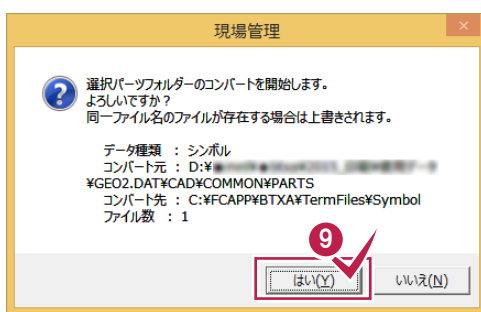 現場管理
選択パーツフォルダーのコンバートを開始します。
よろしいですか？
同一ファイル名のファイルが存在する場合は上書きされます。
データ種類 : シンボル
コンバート元 : D:¥
¥GEO2.DAT¥CAD¥COMMON¥PARTS
コンバート先 : C:¥FCAPP¥BTXA¥TermFiles¥Symbol
ファイル数 : 1
9
はい(Y)
いいえ(N)